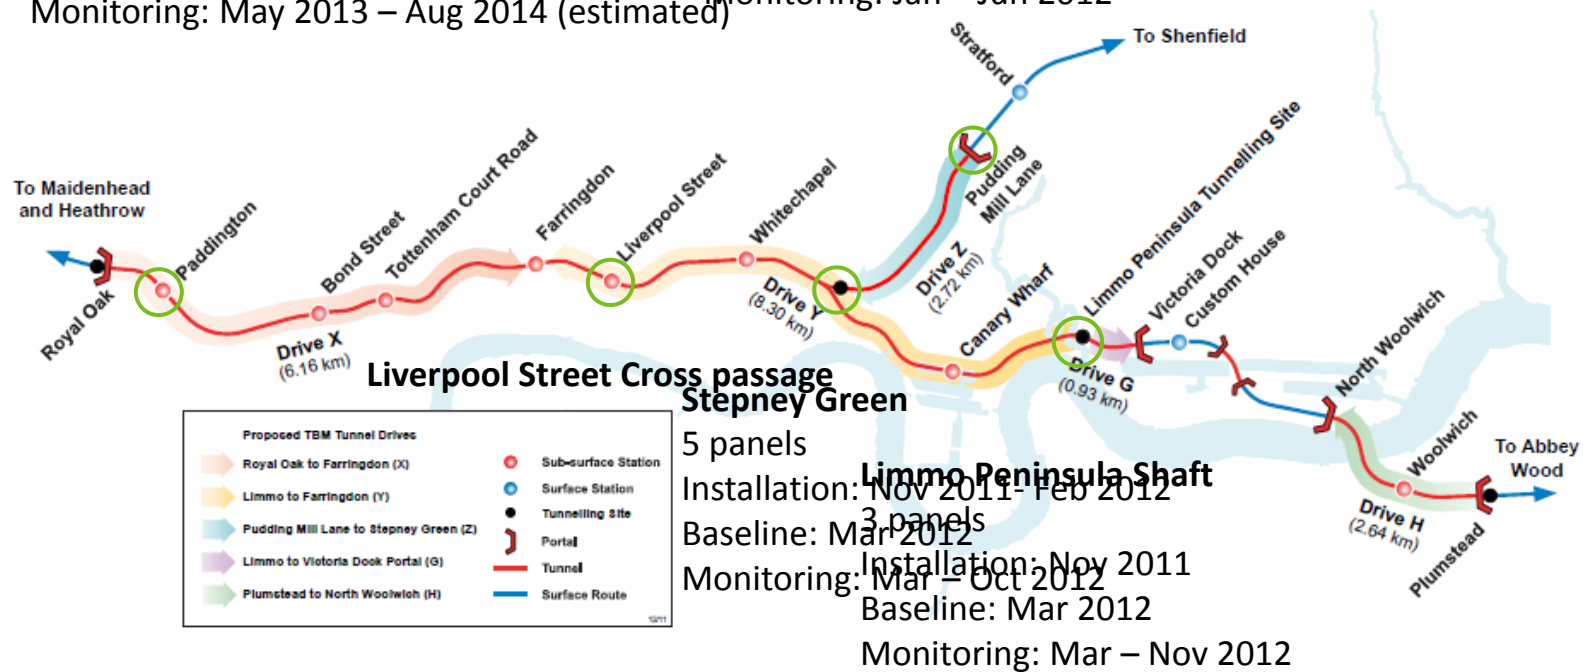 Monitoring: May 2013 – Aug 2014 (estimated)
Monitoring: Jan – Jun 2012
To Shenfield
Stratford
Pudding
Mill Lane
To Maidenhead
and Heathrow
Royal Oak
Paddington
Bond Street
Tottenham Court Road
Farringdon
Liverpool Street
Whitechapel
Drive X
(6.16 km)
Drive Y
(8.30 km)
Drive Z
(2.72 km)
Canary Wharf
Limmo Peninsula Tunnelling Site
Victoria Dock
Custom House
Drive G
(0.93 km)
North Woolwich
Woolwich
Drive H
(2.64 km)
Plumstead
To Abbey
Wood
Liverpool Street Cross passage
Stepney Green
5 panels
Installation: Nov 2011- Feb 2012
Baseline: Mar 2012
Monitoring: Mar – Oct 2012
Limmo Peninsula Shaft
3 panels
Installation: Nov 2011
Baseline: Mar 2012
Monitoring: Mar – Nov 2012
Proposed TBM Tunnel Drives
Royal Oak to Farringdon (X)
Limmo to Farringdon (Y)
Pudding Mill Lane to Stepney Green (Z)
Limmo to Victoria Dock Portal (G)
Plumstead to North Woolwich (H)
Sub-surface Station
Surface Station
Tunnelling Site
Portal
Tunnel
Surface Route